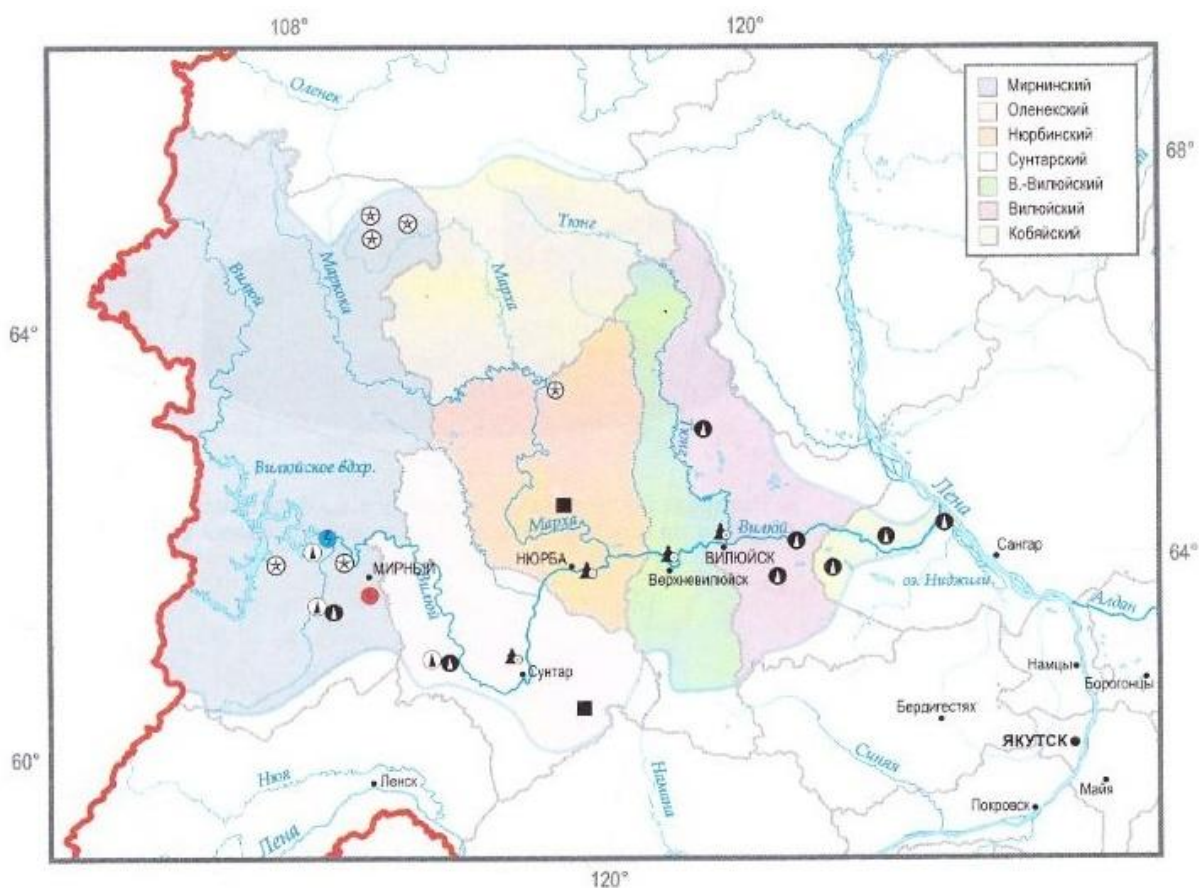 108°
120°
Оленек
Мирнинский
Оленекский
Нюрбинский
Сунтарский
В.-Вилюйский
Вилюйский
Кобяйский
68°
Тюнг
Вилюй
Маркока
Марха
64°
Тюнг
Вилюйское вдхр.
Лена
Марха
Вилюй
НЮРБА
ВИЛЮЙСК
Сангар
64°
МИРНЫЙ
Вилюй
Верхневилюйск
оз. Ниджили
Алдан
Сунтар
Намцы
Борогонцы
Бердигестях
ЯКУТСК
60°
Нюя
Ленск
Намана
Синяя
Майя
Лена
Покровск
120°